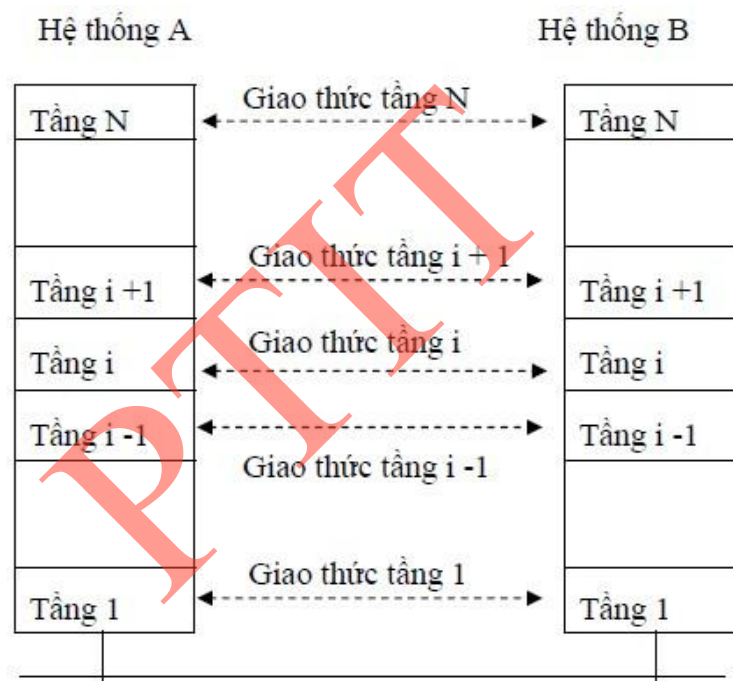 Hệ thống A
Hệ thống B
Tầng N
Giao thức tầng N
Tầng N
Tầng i +1
Giao thức tầng i + 1
Tầng i +1
Tầng i
Giao thức tầng i
Tầng i
Tầng i -1
Giao thức tầng i -1
Tầng i -1
Tầng 1
Giao thức tầng 1
Tầng 1
PTIT